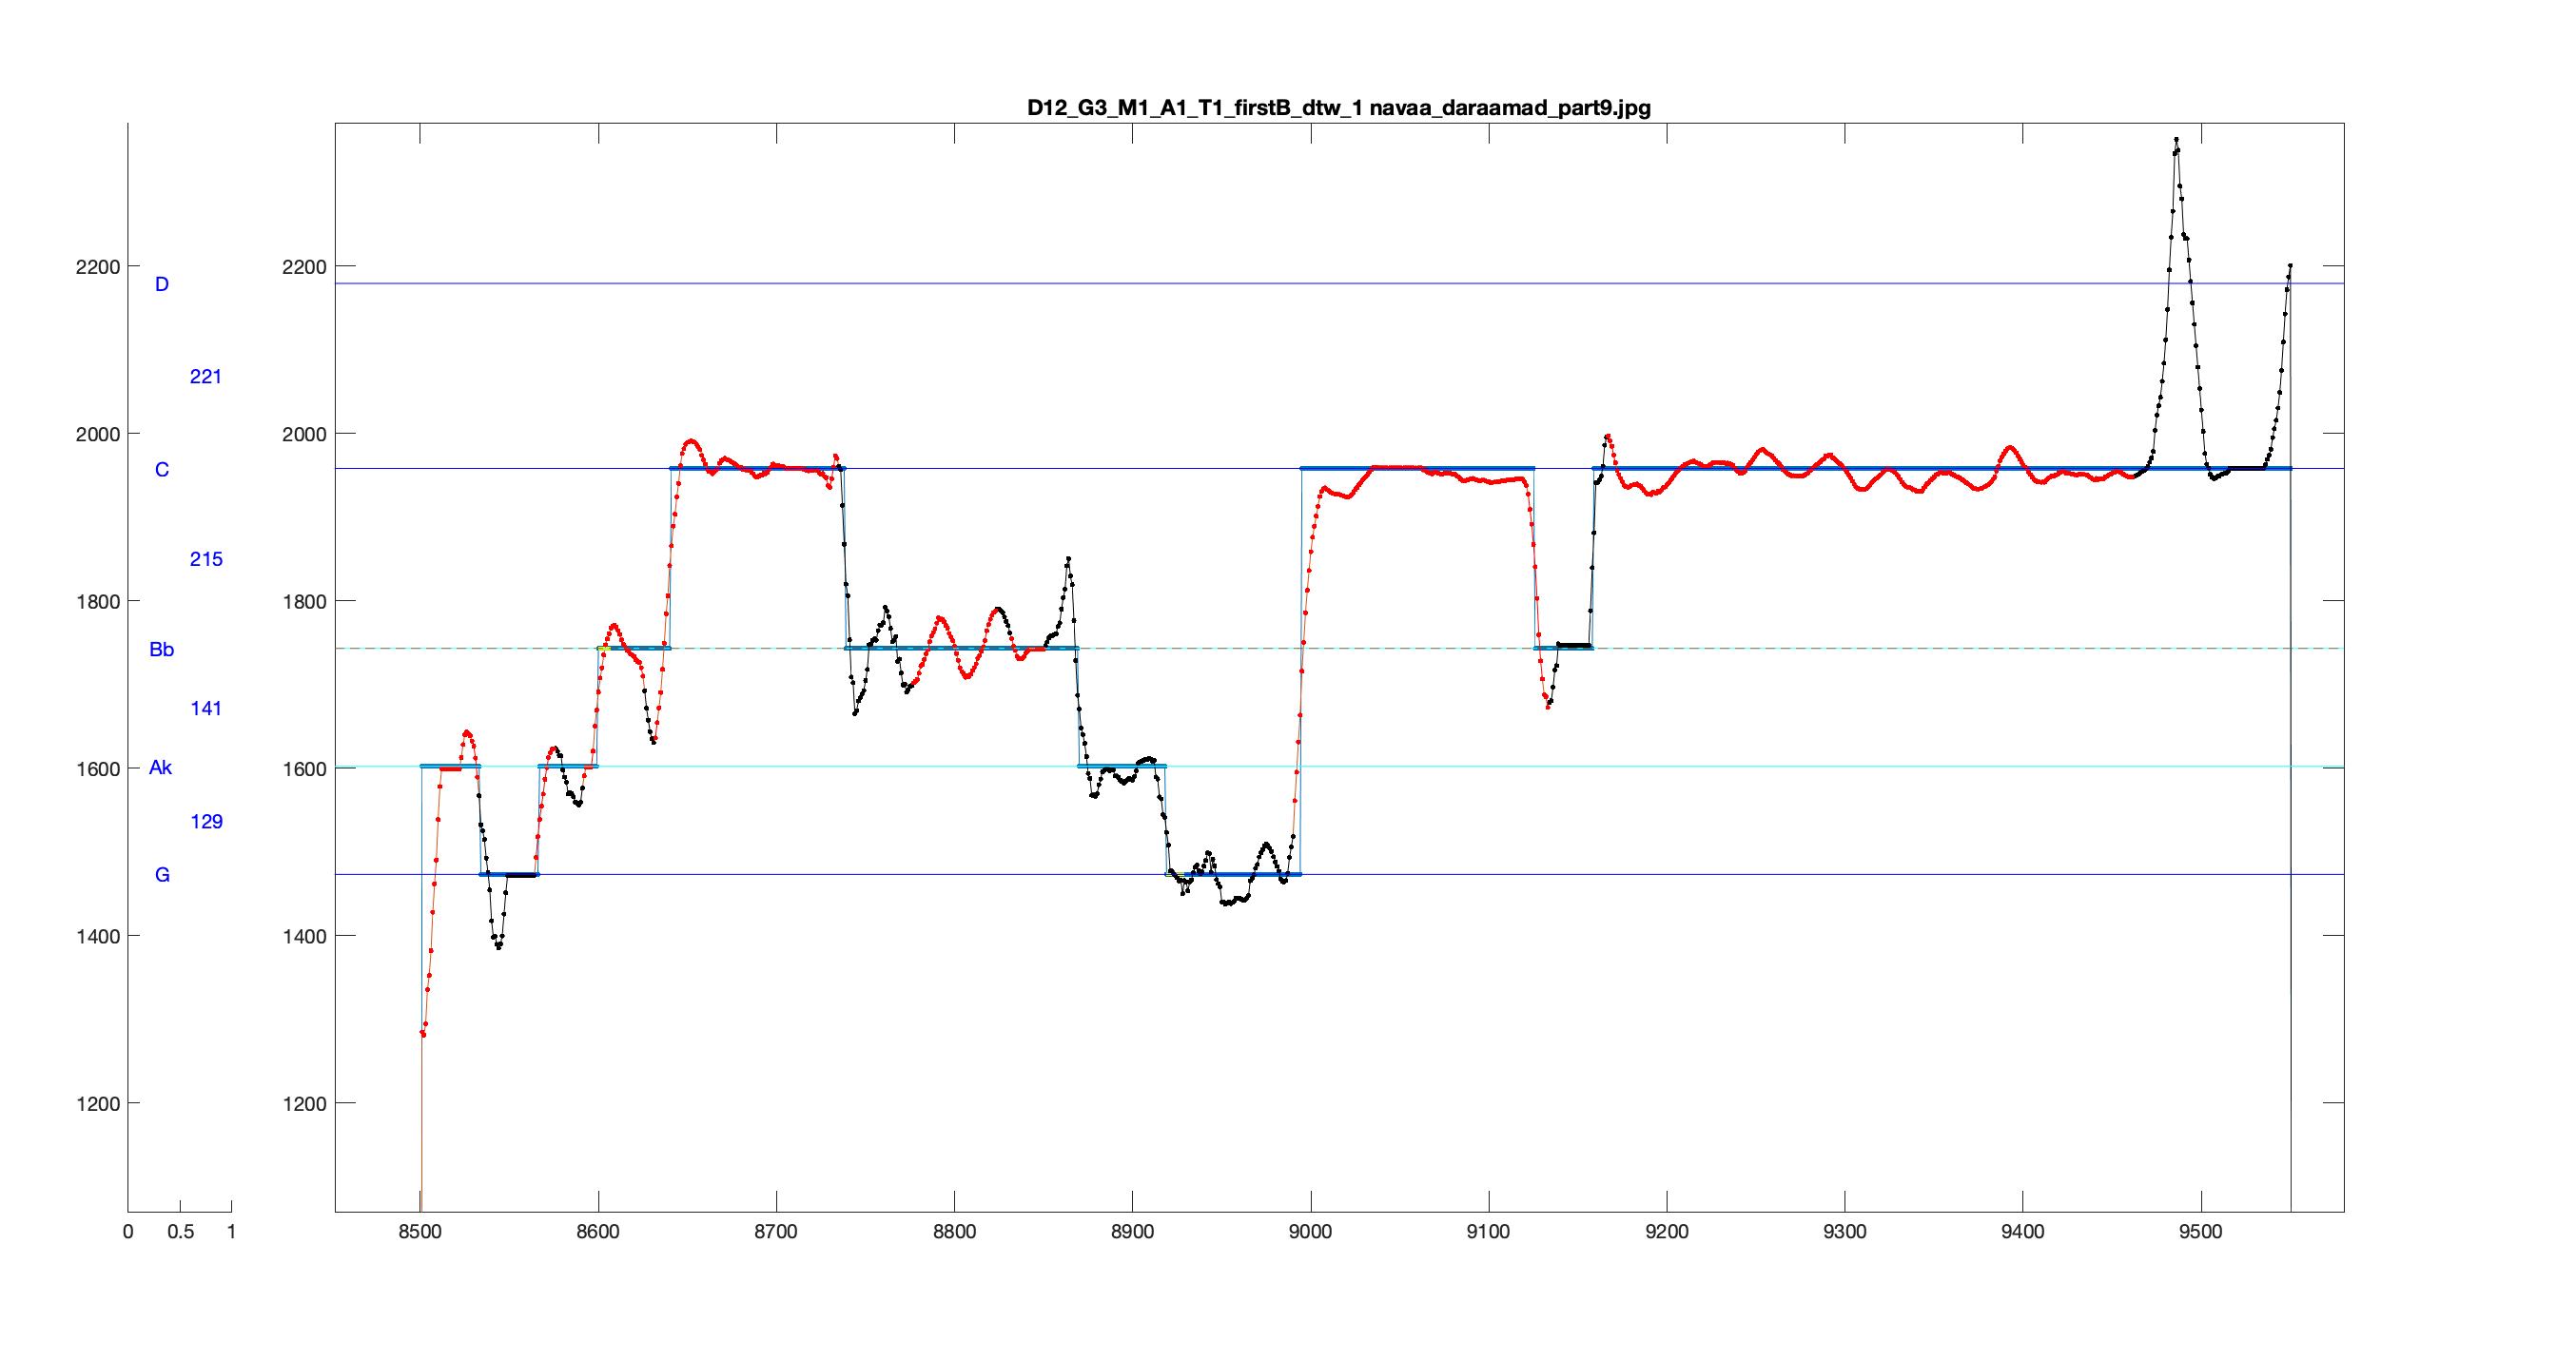 D12_G3_M1_A1_T1_firstB_dtw_1 navaa_daraamad_part9.jpg
2200 2200
D
221
2000 2000
C
215
1800 1800
Bb
141
1600 Ak 1600
129
G
1400 1400
1200 1200
0 0.5 1 8500 8600 8700 8800 8900 9000 9100 9200 9300 9400 9500